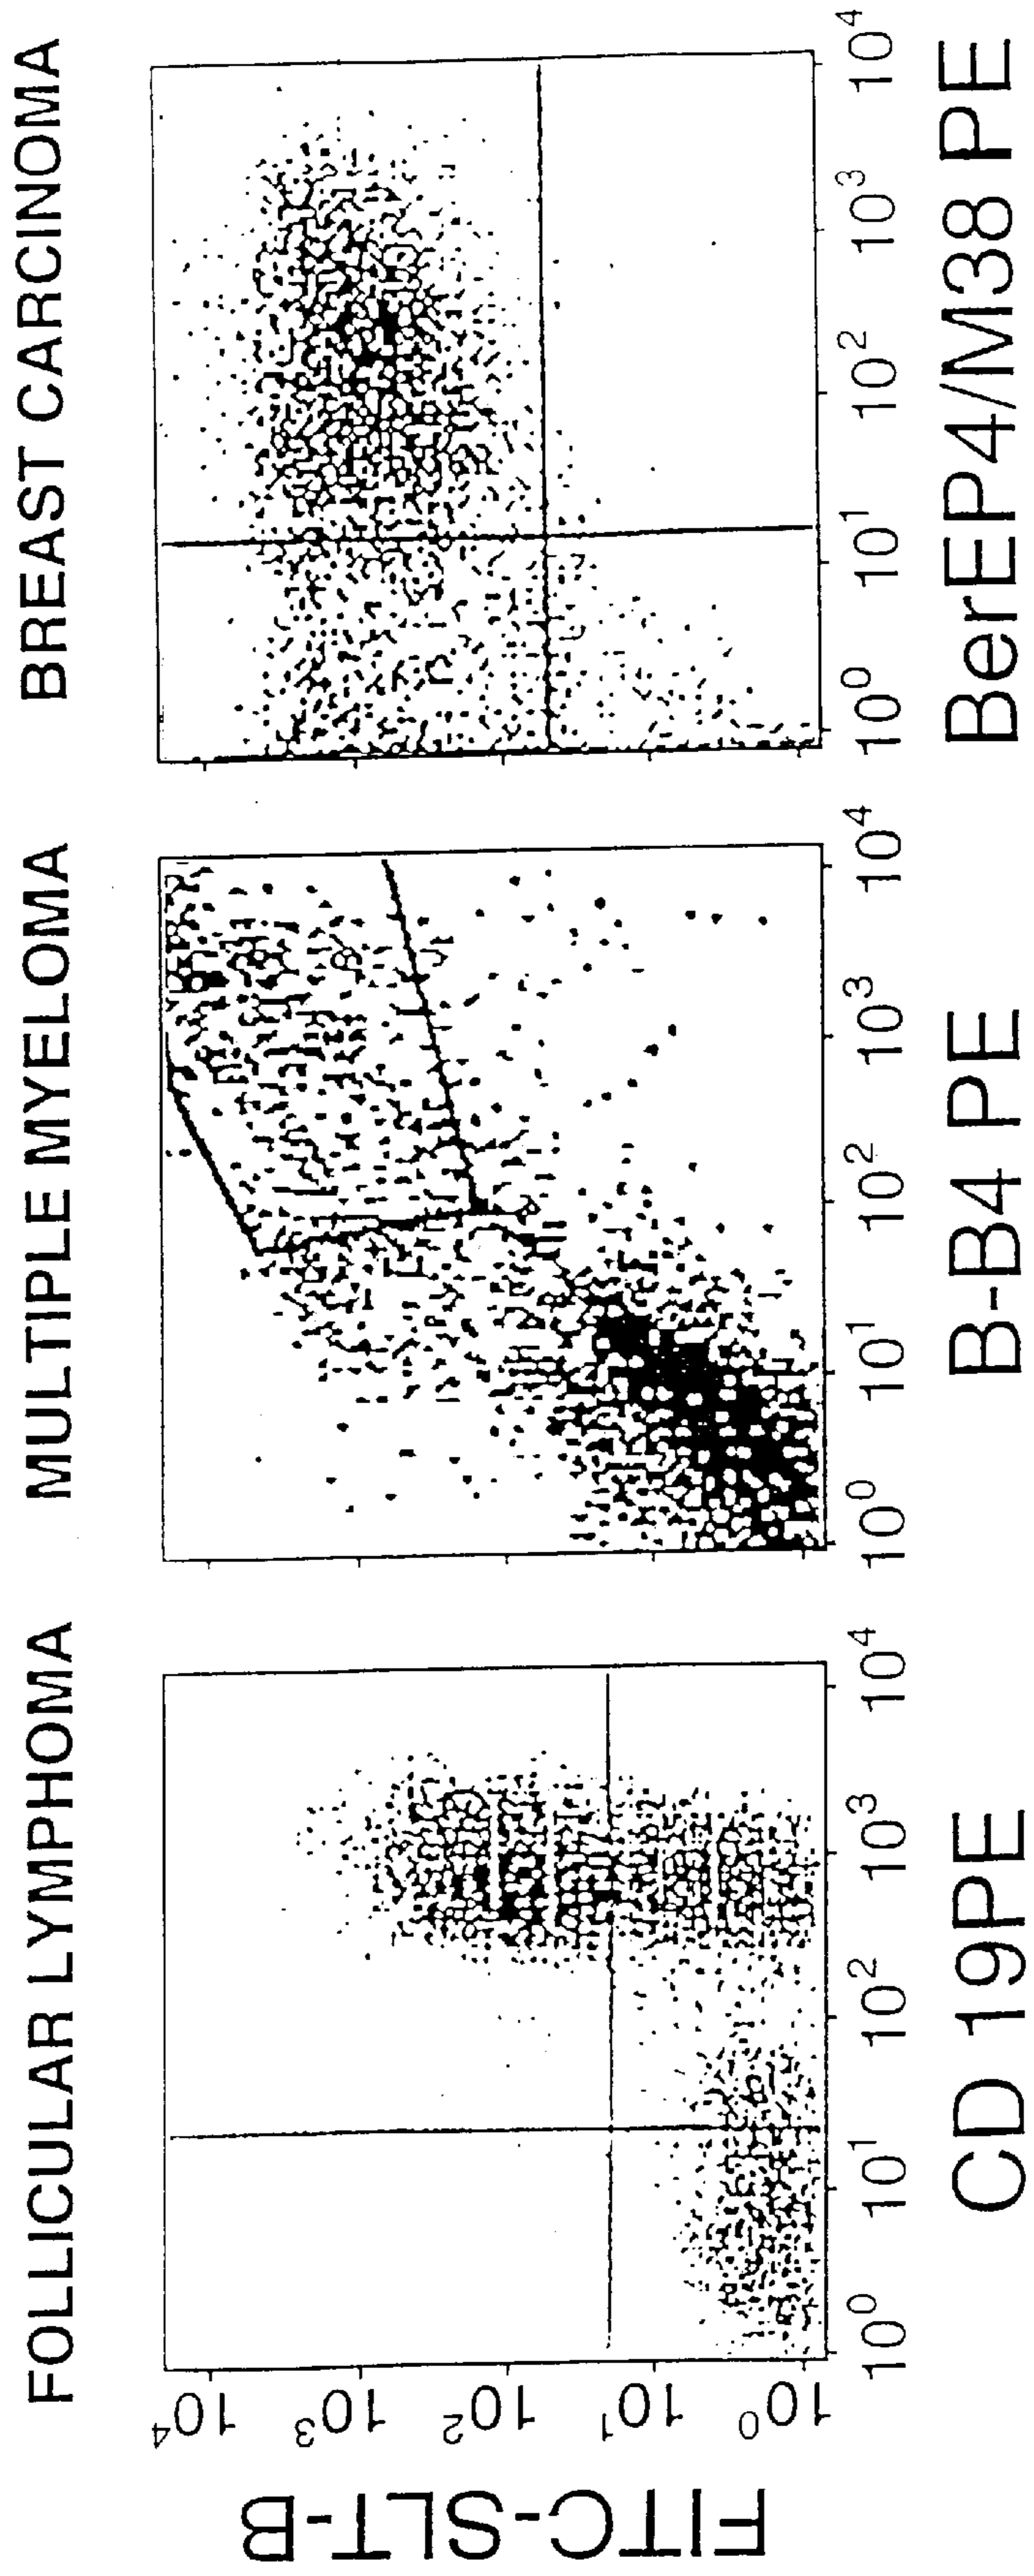 FOLLICULAR LYMPHOMA
MULTIPLE MYELOMA
BREAST CARCINOMA
FITC-SLT-B
10⁴
10³
10²
10¹
10⁰
10⁰ 10¹ 10² 10³ 10⁴
10⁰ 10¹ 10² 10³ 10⁴
10⁰ 10¹ 10² 10³ 10⁴
CD 19PE
B-B4 PE
BerEP4/M38 PE